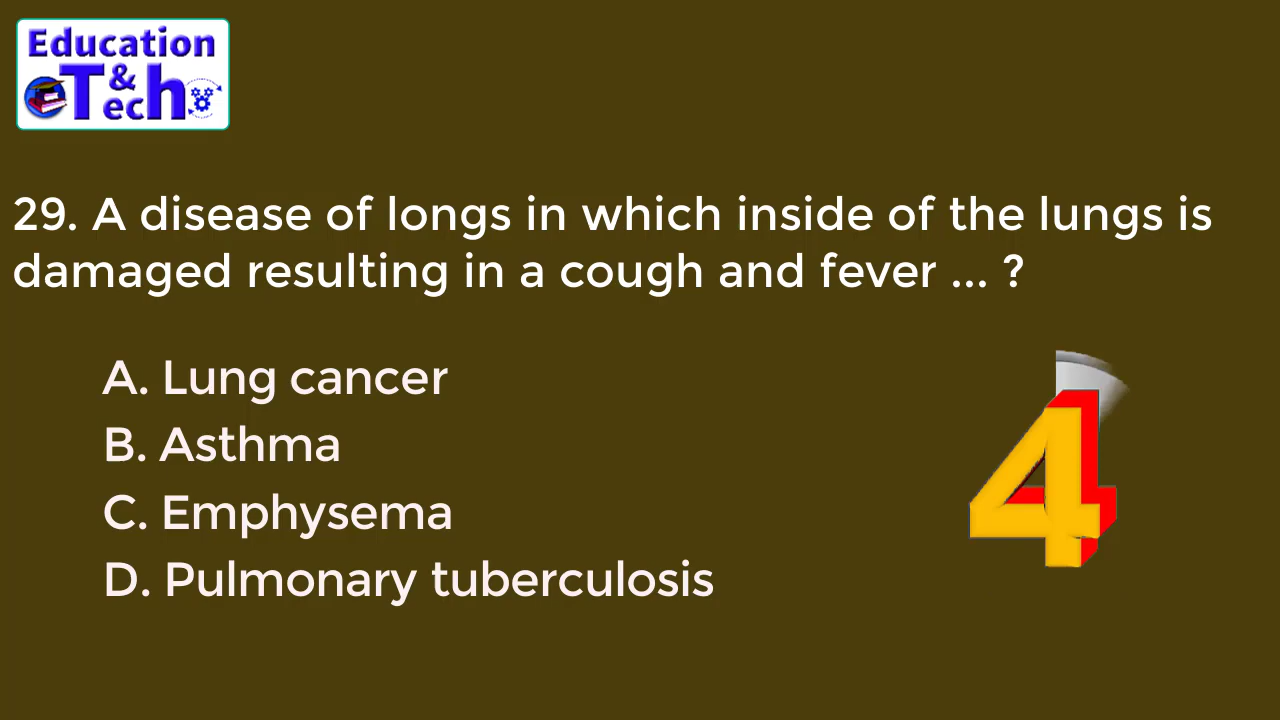 Education
& Tech
29. A disease of longs in which inside of the lungs is
damaged resulting in a cough and fever ... ?
A. Lung cancer
B. Asthma
C. Emphysema
D. Pulmonary tuberculosis
4